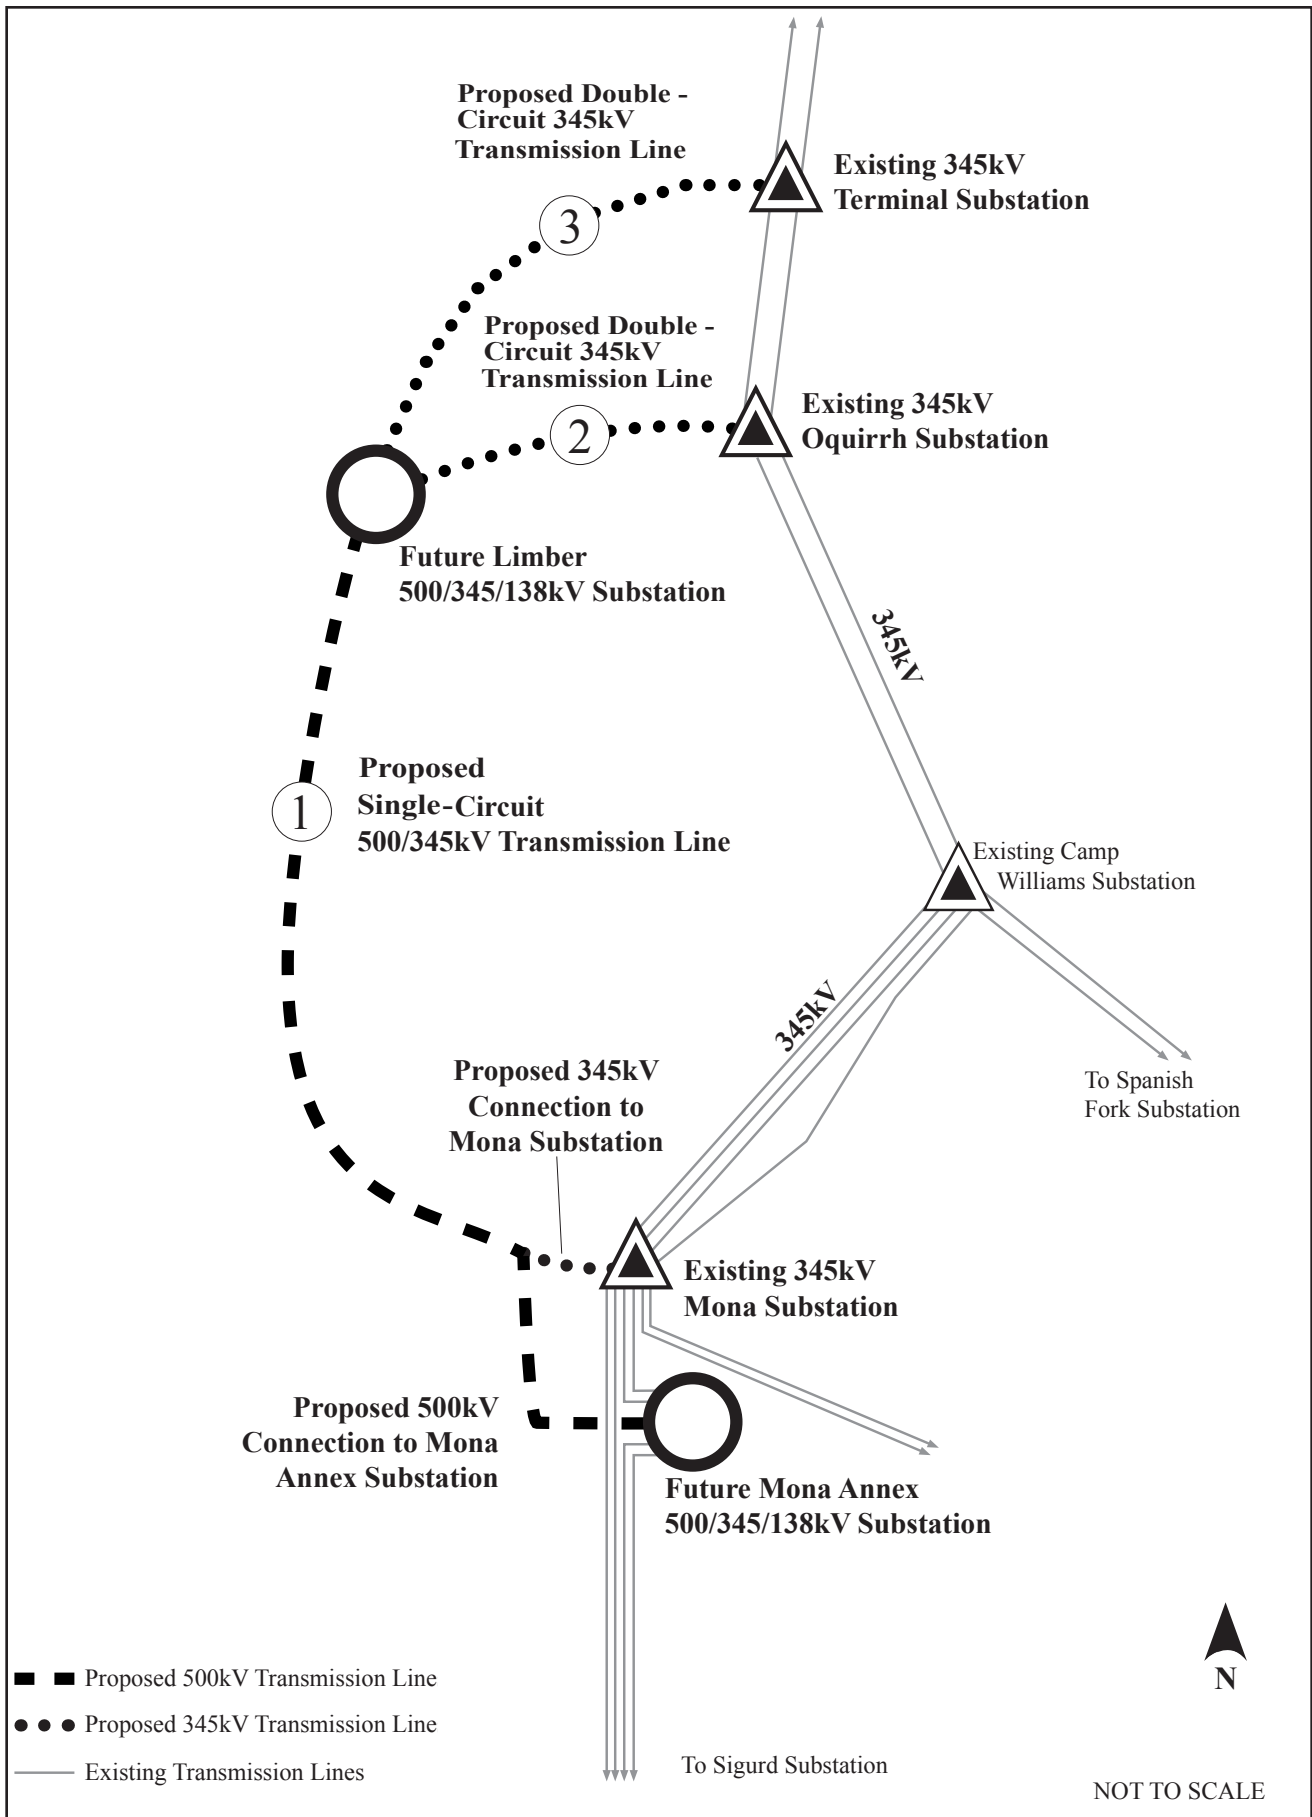 Proposed Double -
Circuit 345kV
Transmission Line
Existing 345kV
Terminal Substation
3
Proposed Double -
Circuit 345kV
Transmission Line
Existing 345kV
Oquirrh Substation
2
Future Limber
500/345/138kV Substation
345kV
Proposed
Single-Circuit
500/345kV Transmission Line
1
Existing Camp
Williams Substation
345kV
To Spanish
Fork Substation
Proposed 345kV
Connection to
Mona Substation
Existing 345kV
Mona Substation
Proposed 500kV
Connection to Mona
Annex Substation
Future Mona Annex
500/345/138kV Substation
N
Proposed 500kV Transmission Line
Proposed 345kV Transmission Line
Existing Transmission Lines
To Sigurd Substation
NOT TO SCALE